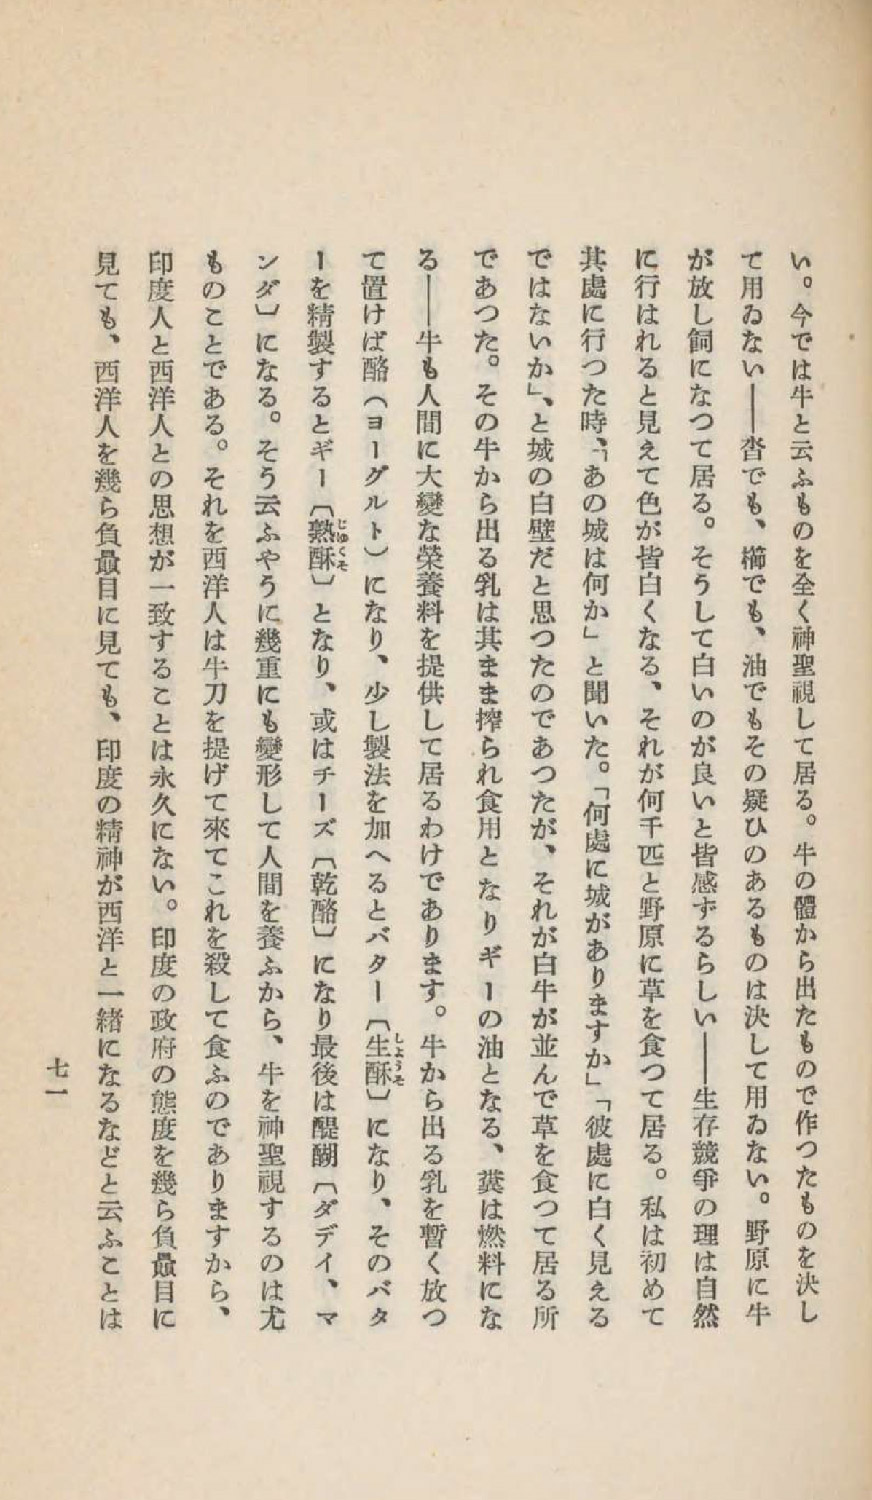 い。今では牛と云ふものを全く神聖視して居る。牛の體から出たもので作つたものを決し
て用ゐない――沓でも、櫛でも、油でもその疑ひのあるものは決して用ゐない。野原に牛
が放し飼になつて居る。そうして白いのが良いと皆感ずるらしい――生存競爭の理は自然
に行はれると見えて色が皆白くなる、それが何千匹と野原に草を食つて居る。私は初めて
其處に行つた時、「あの城は何か」と聞いた。「何處に城がありますか」「彼處に白く見える
ではないか」、と城の白壁だと思つたのであつたが、それが白牛が並んで草を食つて居る所
であつた。その牛から出る乳は其まま搾られ食用となりギーの油となる、糞は燃料にな
る――牛も人間に大變な榮養料を提供して居るわけであります。牛から出る乳を暫く放つ
て置けば酪（ヨーグルト）になり、少し製法を加へるとバター〔生酥しょうそ〕になり、そのバタ
ーを精製するとギー〔熟酥じゅくそ〕となり、或はチーズ〔乾酪〕になり最後は醍醐〔ダデイ、マ
ンダ〕になる。そう云ふやうに幾重にも變形して人間を養ふから、牛を神聖視するのは尤
ものことである。それを西洋人は牛刀を提げて來てこれを殺して食ふのでありますから、
印度人と西洋人との思想が一致することは永久にない。印度の政府の態度を幾ら負贔目に
見ても、西洋人を幾ら負贔目に見ても、印度の精神が西洋と一緒になるなどと云ふことは
七一